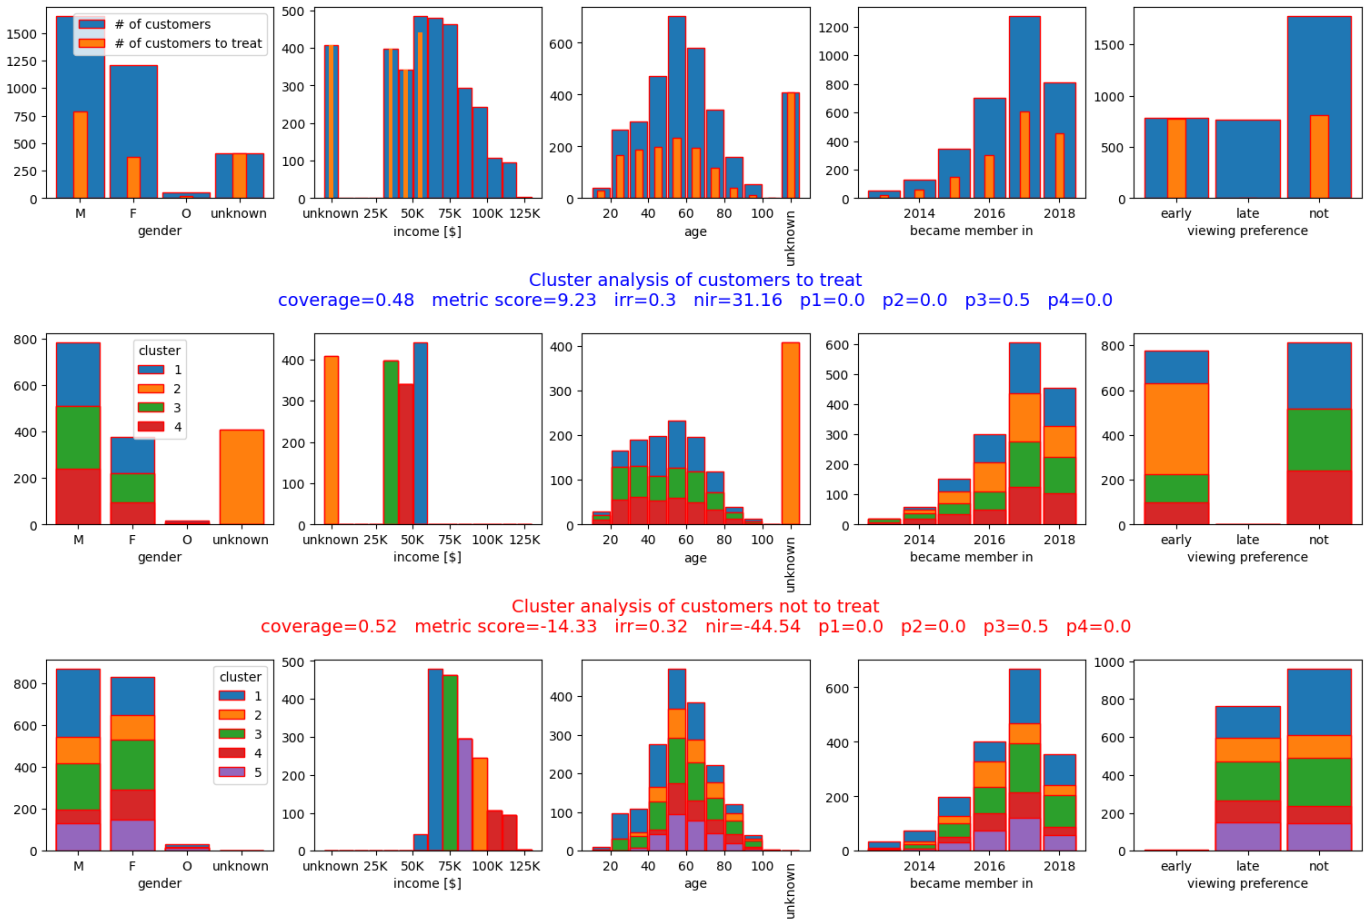 # of customers
# of customers to treat
1750
1500
1250
1000
750
500
250
0
M F O unknown
gender
500
400
300
200
100
0
unknown 25K 50K 75K 100K 125K
income [$]
600
400
200
0
20 40 60 80 100 unknown
age
1200
1000
800
600
400
200
0
2014 2016 2018
became member in
1500
1000
500
0
early late not
viewing preference
Cluster analysis of customers to treat
coverage=0.48 metric score=9.23 irr=0.3 nir=31.16 p1=0.0 p2=0.0 p3=0.5 p4=0.0
800
600
400
200
0
cluster
1
2
3
4
M F O unknown
gender
400
300
200
100
0
unknown 25K 50K 75K 100K 125K
income [$]
400
300
200
100
0
20 40 60 80 100 unknown
age
600
500
400
300
200
100
0
2014 2016 2018
became member in
800
600
400
200
0
early late not
viewing preference
Cluster analysis of customers not to treat
coverage=0.52 metric score=-14.33 irr=0.32 nir=-44.54 p1=0.0 p2=0.0 p3=0.5 p4=0.0
800
600
400
200
0
cluster
1
2
3
4
5
M F O unknown
gender
500
400
300
200
100
0
unknown 25K 50K 75K 100K 125K
income [$]
400
300
200
100
0
20 40 60 80 100 unknown
age
600
400
200
0
2014 2016 2018
became member in
1000
800
600
400
200
0
early late not
viewing preference